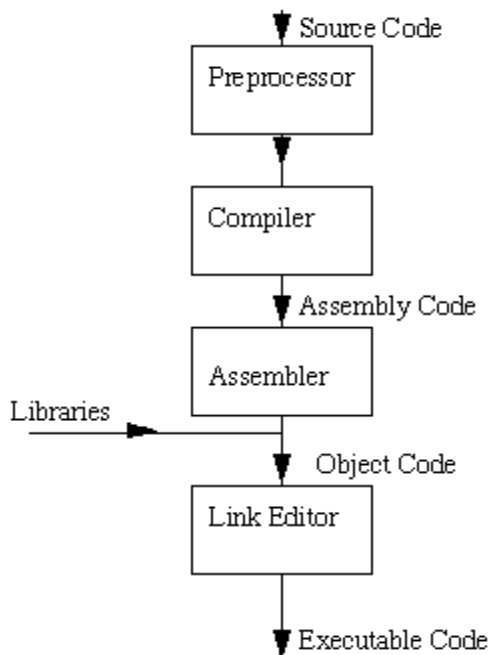 Source Code
Preprocessor
Compiler
Assembly Code
Assembler
Libraries
Object Code
Link Editor
Executable Code